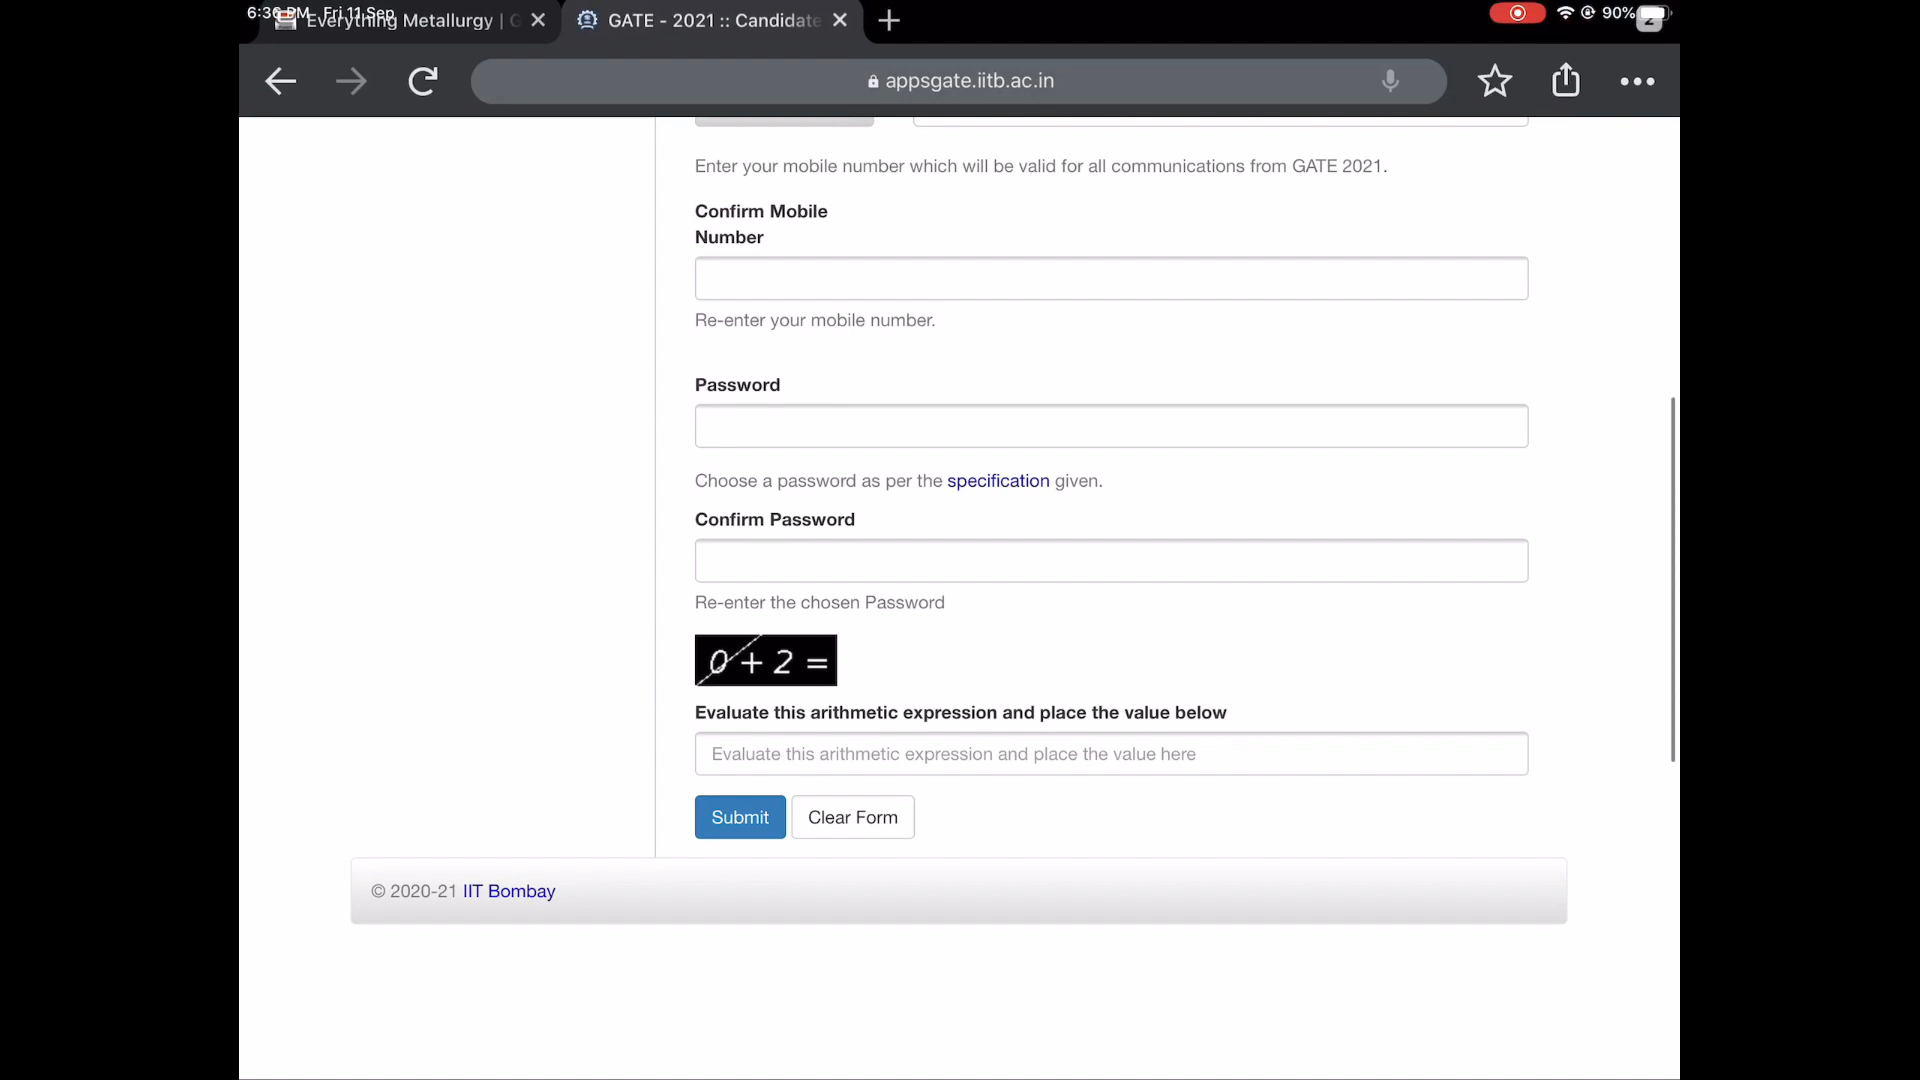 6:36 PM Fri 11 Sep
90%
Everything Metallurgy | G
GATE - 2021 :: Candidate
2
appsgate.iitb.ac.in
Enter your mobile number which will be valid for all communications from GATE 2021.
Confirm Mobile
Number
Re-enter your mobile number.
Password
Choose a password as per the specification given.
Confirm Password
Re-enter the chosen Password
0 + 2 =
Evaluate this arithmetic expression and place the value below
Evaluate this arithmetic expression and place the value here
Submit Clear Form
© 2020-21 IIT Bombay